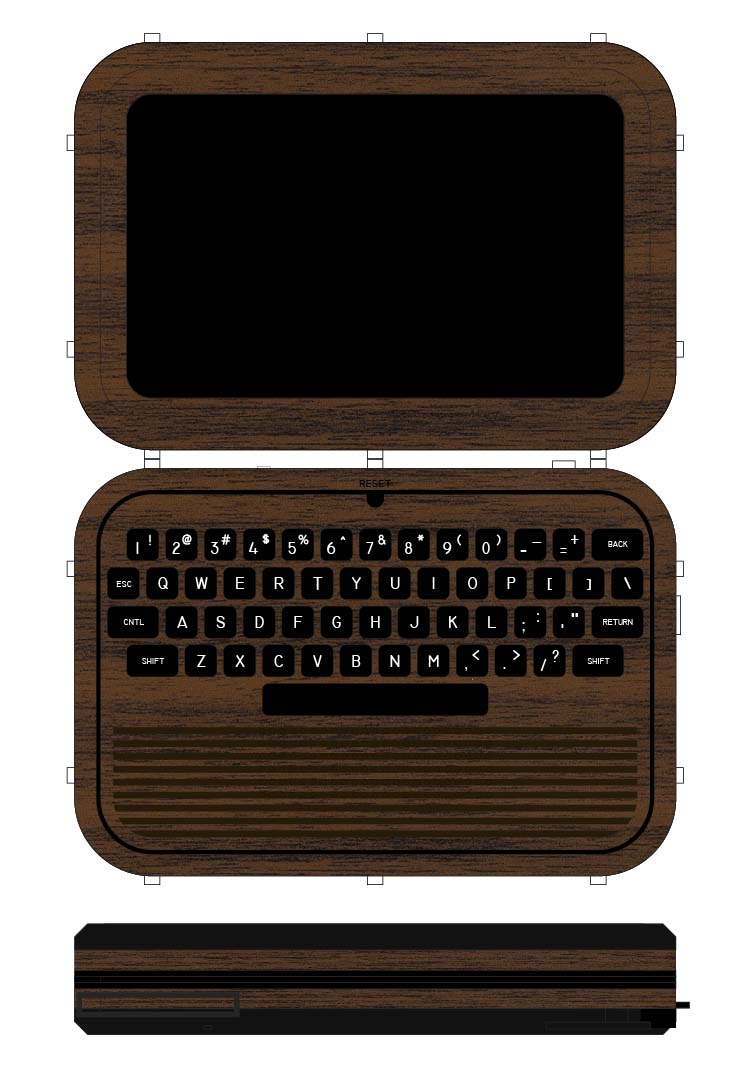 RESET
1 ! 2 @ 3 # 4 $ 5 % 6 ^ 7 & 8 * 9 ( 0 ) - _ = + BACK
ESC Q W E R T Y U I O P [ ] \
CNTL A S D F G H J K L ; : ' " RETURN
SHIFT Z X C V B N M , < . > / ? SHIFT